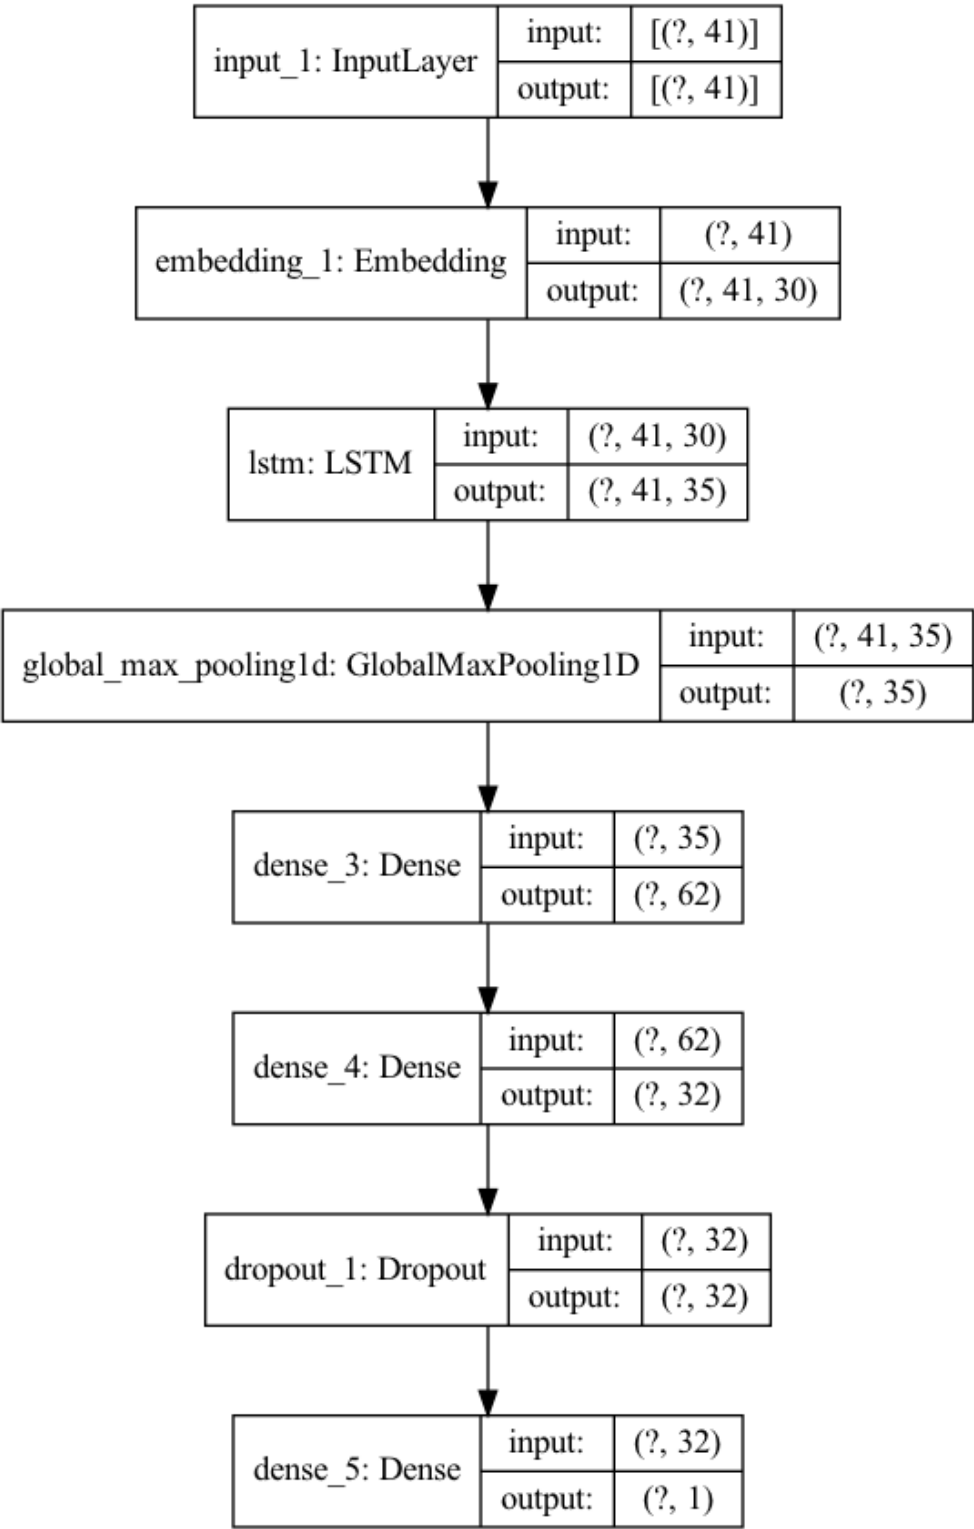 input_1: InputLayer
input: [(?, 41)]
output: [(?, 41)]
embedding_1: Embedding
input: (?, 41)
output: (?, 41, 30)
lstm: LSTM
input: (?, 41, 30)
output: (?, 41, 35)
global_max_pooling1d: GlobalMaxPooling1D
input: (?, 41, 35)
output: (?, 35)
dense_3: Dense
input: (?, 35)
output: (?, 62)
dense_4: Dense
input: (?, 62)
output: (?, 32)
dropout_1: Dropout
input: (?, 32)
output: (?, 32)
dense_5: Dense
input: (?, 32)
output: (?, 1)